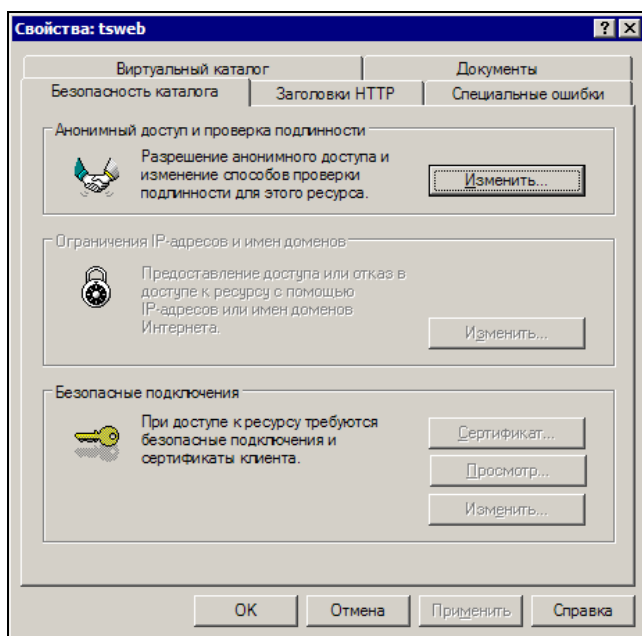 Свойства: tsweb
Виртуальный каталог
Документы
Безопасность каталога
Заголовки HTTP
Специальные ошибки
Анонимный доступ и проверка подлинности
Разрешение анонимного доступа и
изменение способов проверки
подлинности для этого ресурса.
Изменить...
Ограничения IP-адресов и имен доменов
Предоставление доступа или отказ в
доступе к ресурсу с помощью
IP-адресов или имен доменов
Интернета.
Изменить...
Безопасные подключения
При доступе к ресурсу требуются
безопасные подключения и
сертификаты клиента.
Сертификат...
Просмотр...
Изменить...
OK
Отмена
Применить
Справка